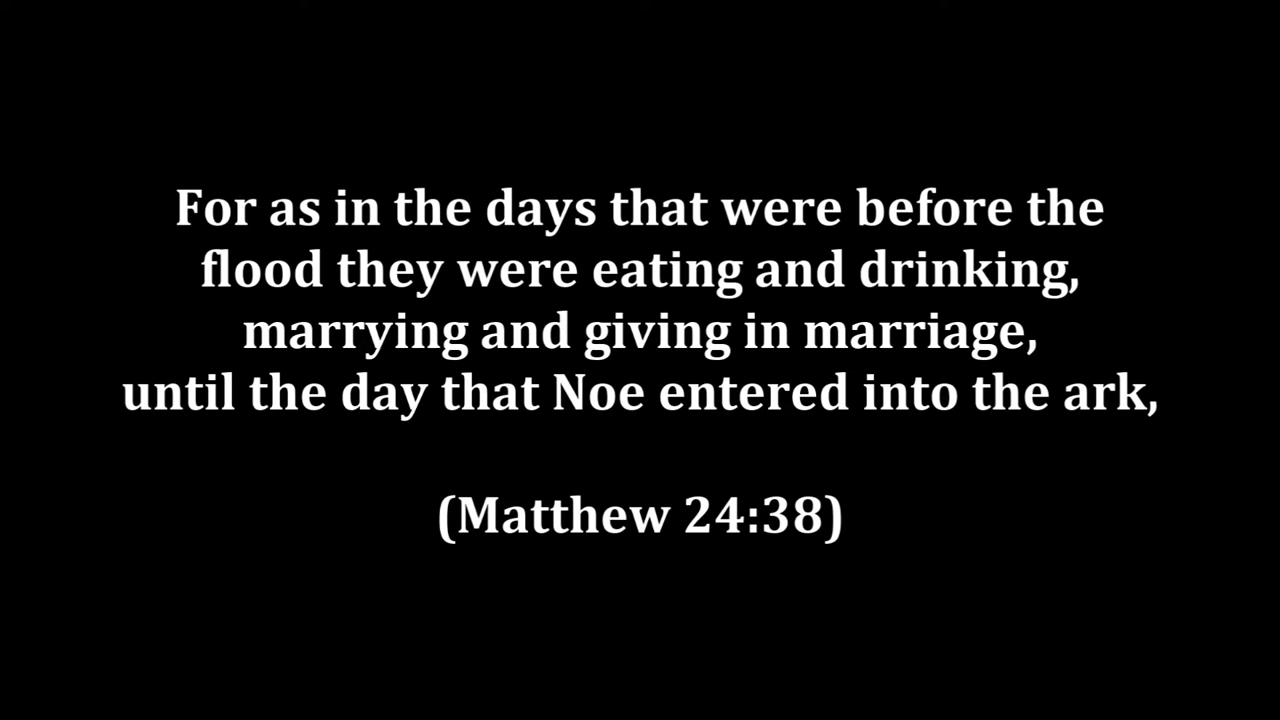 For as in the days that were before the
flood they were eating and drinking,
marrying and giving in marriage,
until the day that Noe entered into the ark,
(Matthew 24:38)